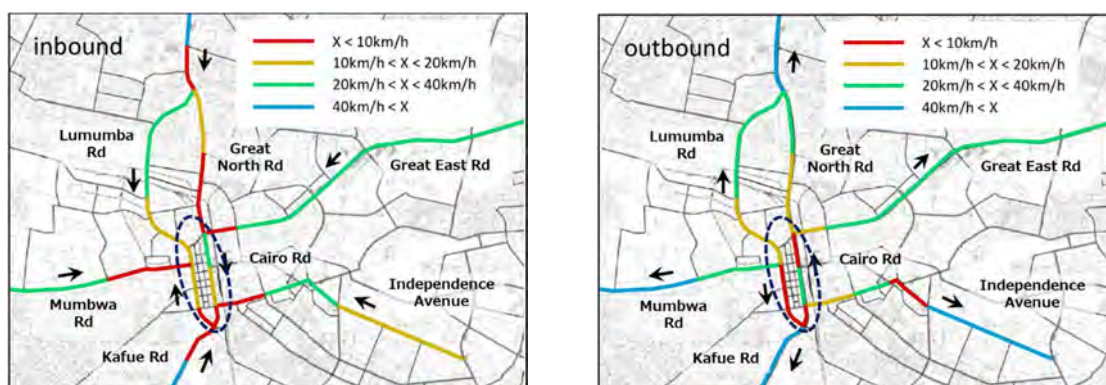 inbound
X < 10km/h
10km/h < X < 20km/h
20km/h < X < 40km/h
40km/h < X
Lumumba
Rd
Great
North Rd
Great East Rd
Cairo Rd
Independence
Avenue
Mumbwa
Rd
Kafue Rd
outbound
X < 10km/h
10km/h < X < 20km/h
20km/h < X < 40km/h
40km/h < X
Lumumba
Rd
Great
North Rd
Great East Rd
Cairo Rd
Independence
Avenue
Mumbwa
Rd
Kafue Rd